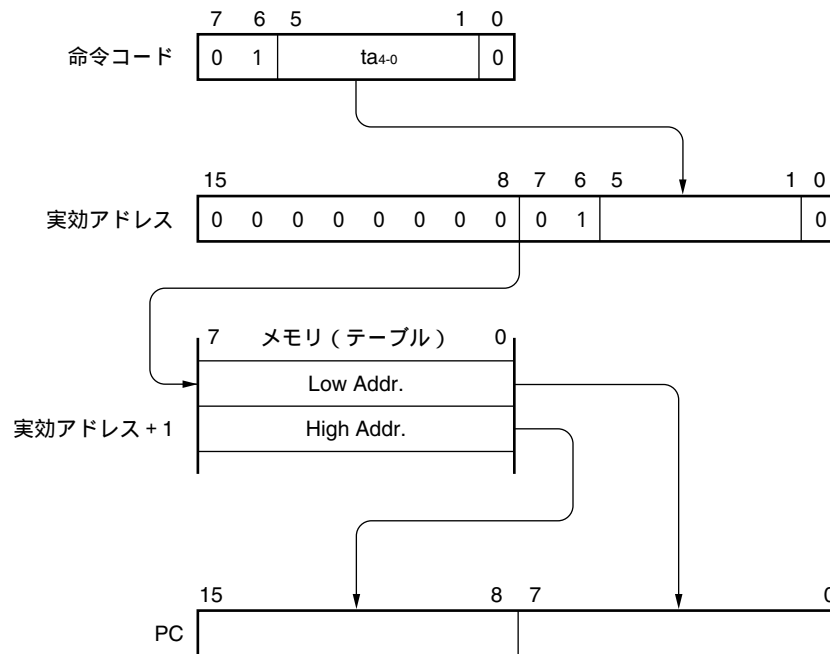 7 6 5 1 0
命令コード 0 1 ta4-0 0
15 8 7 6 5 1 0
実効アドレス 0 0 0 0 0 0 0 0 0 1 0
7 メモリ（テーブル） 0
Low Addr.
実効アドレス+1 High Addr.
15 8 7 0
PC